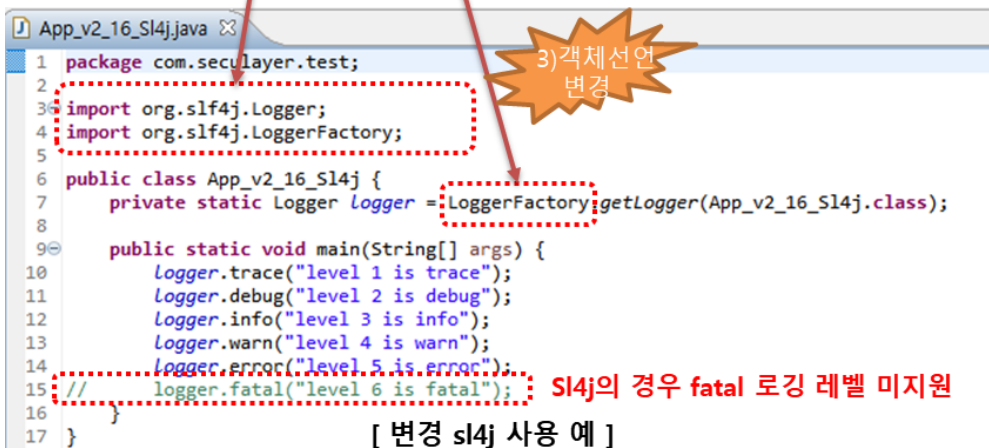 App_v2_16_Sl4j.java
3)객체선언
변경
1 package com.seculayer.test;
2
3 import org.slf4j.Logger;
4 import org.slf4j.LoggerFactory;
5
6 public class App_v2_16_Sl4j {
7 private static Logger logger = LoggerFactory.getLogger(App_v2_16_Sl4j.class);
8
9 public static void main(String[] args) {
10 logger.trace("level 1 is trace");
11 logger.debug("level 2 is debug");
12 logger.info("level 3 is info");
13 logger.warn("level 4 is warn");
14 logger.error("level 5 is error");
15 // logger.fatal("level 6 is fatal"); Sl4j의 경우 fatal 로깅 레벨 미지원
16 }
17 }
[ 변경 sl4j 사용 예 ]